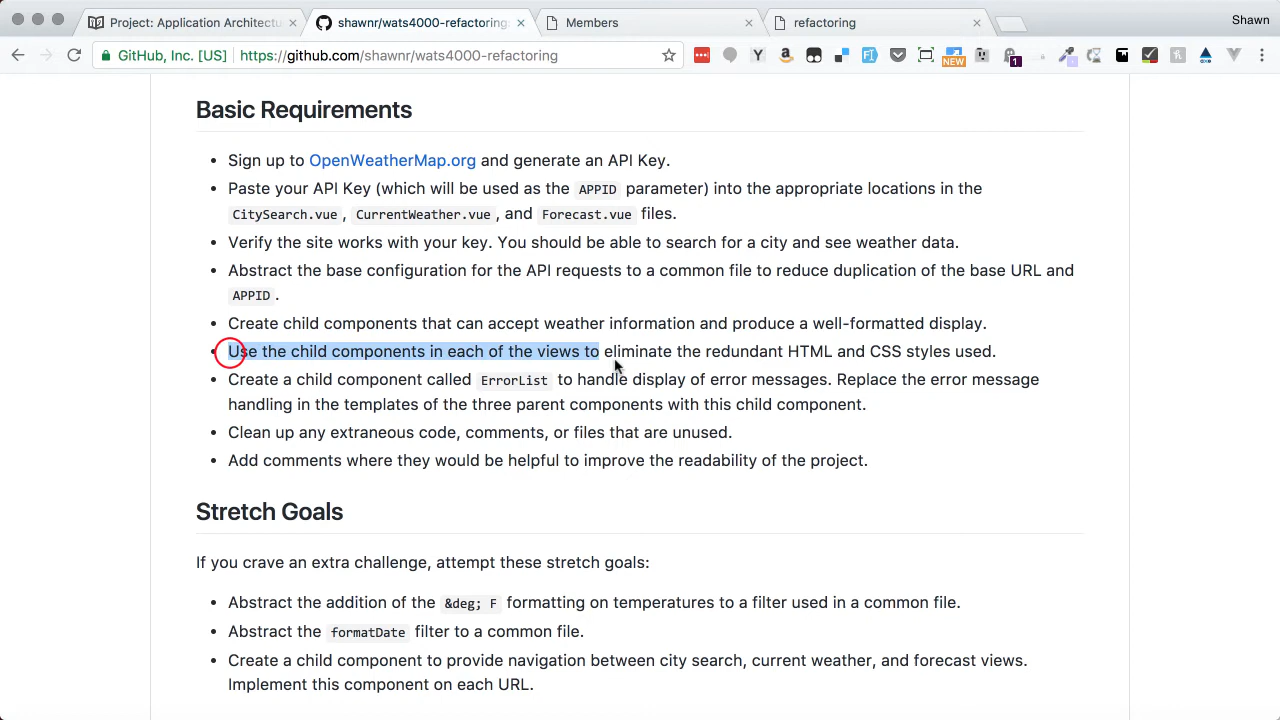 Project: Application Architectu
shawnr/wats4000-refactoring:
Members
refactoring
Shawn
GitHub, Inc. [US]
https://github.com/shawnr/wats4000-refactoring
Y
a
NEW
1
Basic Requirements
• Sign up to OpenWeatherMap.org and generate an API Key.
• Paste your API Key (which will be used as the APPID parameter) into the appropriate locations in the
CitySearch.vue , CurrentWeather.vue , and Forecast.vue files.
• Verify the site works with your key. You should be able to search for a city and see weather data.
• Abstract the base configuration for the API requests to a common file to reduce duplication of the base URL and
APPID .
• Create child components that can accept weather information and produce a well-formatted display.
• Use the child components in each of the views to eliminate the redundant HTML and CSS styles used.
• Create a child component called ErrorList to handle display of error messages. Replace the error message
handling in the templates of the three parent components with this child component.
• Clean up any extraneous code, comments, or files that are unused.
• Add comments where they would be helpful to improve the readability of the project.
Stretch Goals
If you crave an extra challenge, attempt these stretch goals:
• Abstract the addition of the &deg; F formatting on temperatures to a filter used in a common file.
• Abstract the formatDate filter to a common file.
• Create a child component to provide navigation between city search, current weather, and forecast views.
Implement this component on each URL.